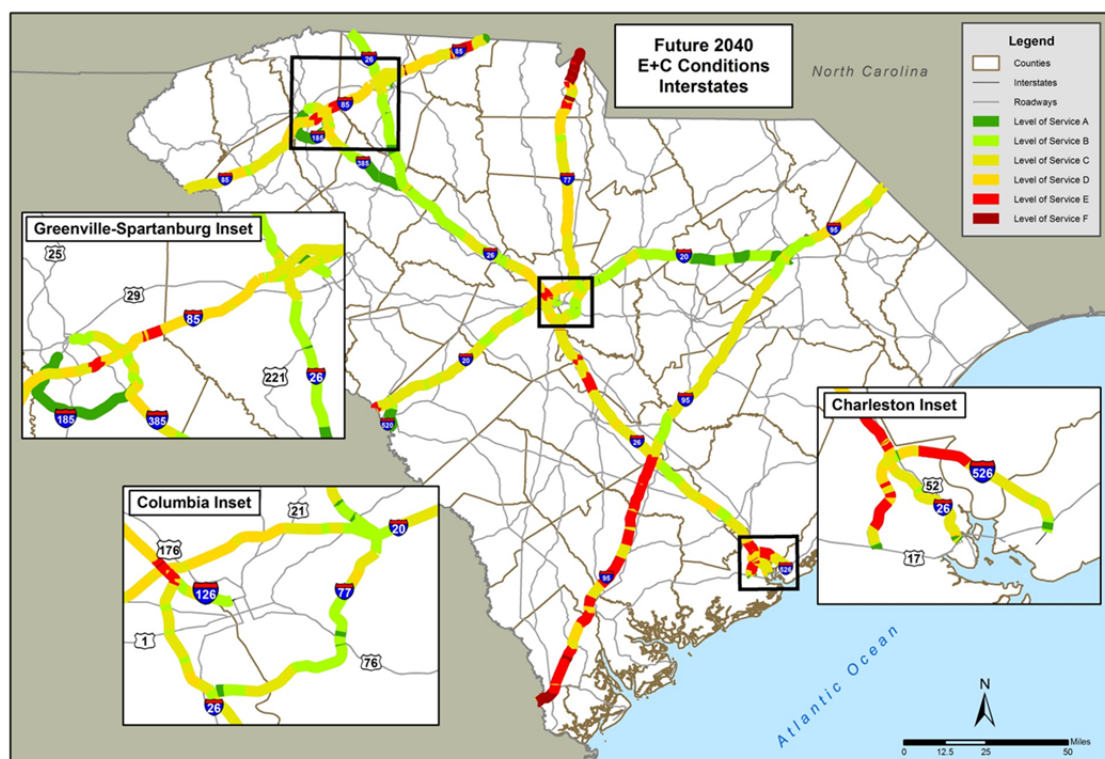 Future 2040
E+C Conditions
Interstates
North Carolina
Legend
Counties
Interstates
Roadways
Level of Service A
Level of Service B
Level of Service C
Level of Service D
Level of Service E
Level of Service F
26
85
85
185
385
85
77
26
20
95
20
520
95
26
95
526
Greenville-Spartanburg Inset
25
29
85
221
26
185
385
Columbia Inset
21
20
176
126
77
1
76
26
Charleston Inset
526
52
26
17
Atlantic Ocean
N
Miles
0 12.5 25 50